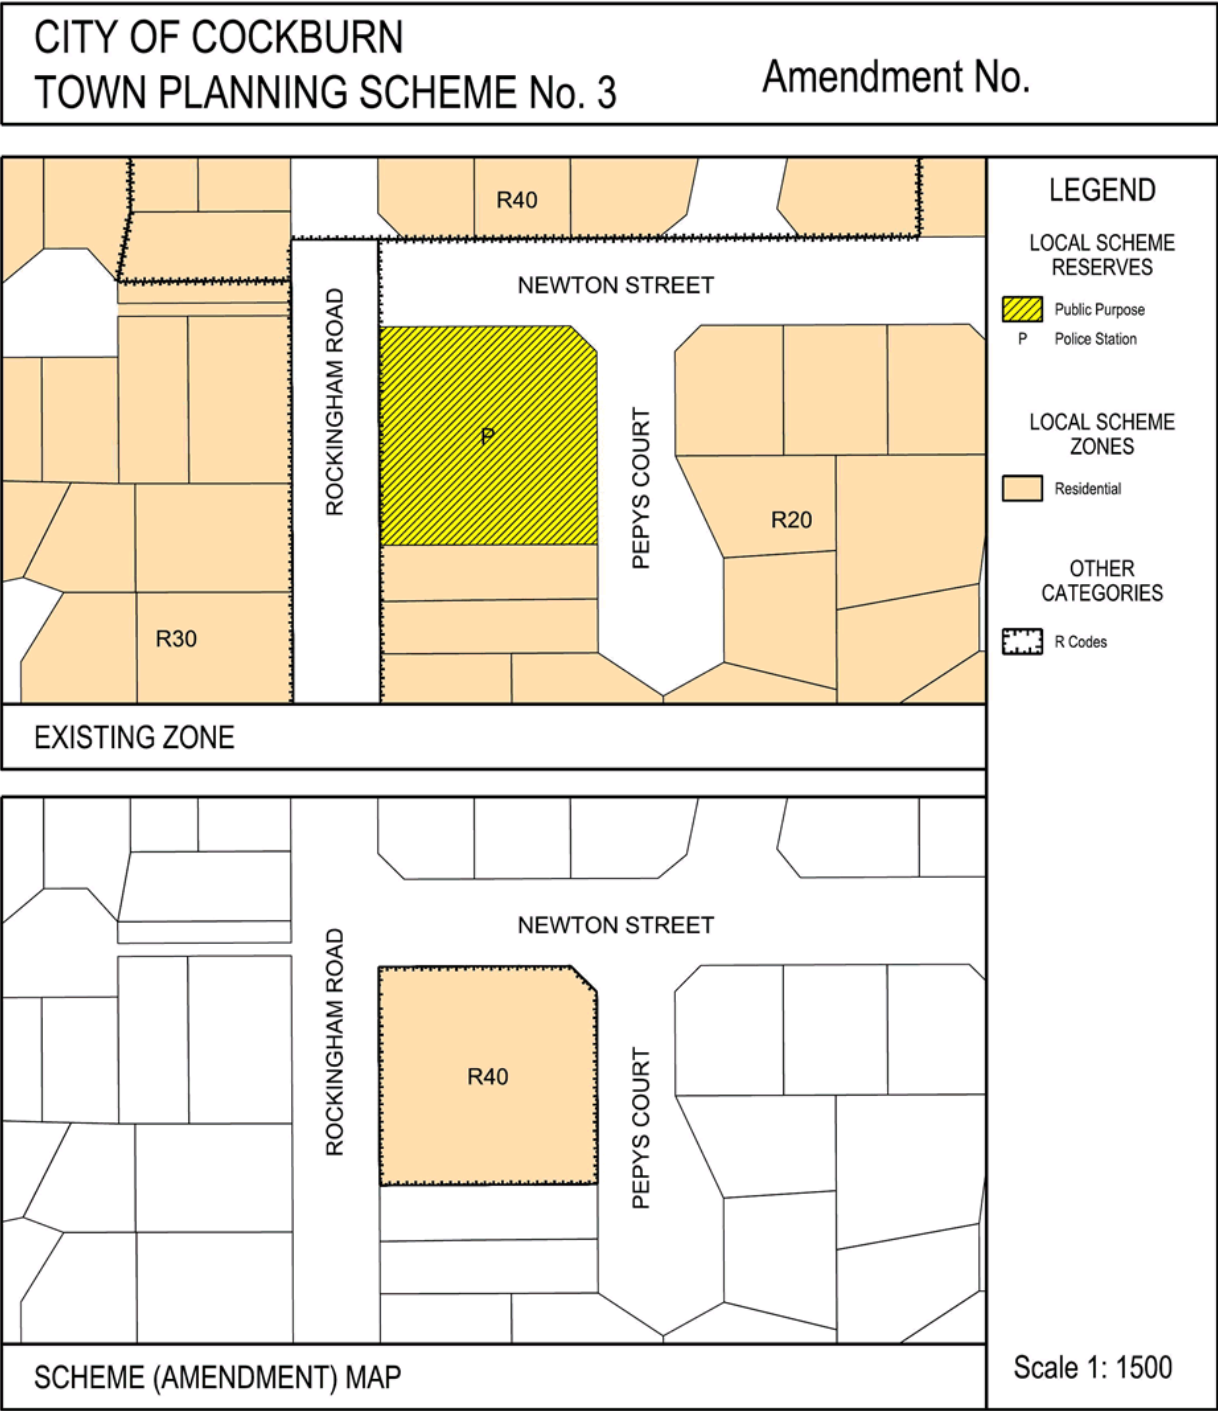 CITY OF COCKBURN
TOWN PLANNING SCHEME No. 3
Amendment No.
R40
NEWTON STREET
ROCKINGHAM ROAD
P
PEPYS COURT
R20
R30
EXISTING ZONE
LEGEND
LOCAL SCHEME
RESERVES
Public Purpose
P Police Station
LOCAL SCHEME
ZONES
Residential
OTHER
CATEGORIES
R Codes
NEWTON STREET
ROCKINGHAM ROAD
R40
PEPYS COURT
SCHEME (AMENDMENT) MAP
Scale 1: 1500